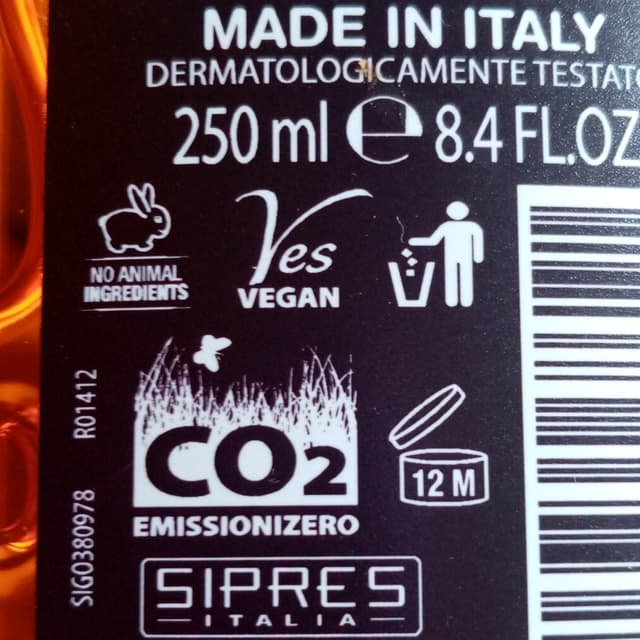 MADE IN ITALY
DERMATOLOGICAMENTE TESTATO
250 ml ℮ 8.4 FL.OZ
NO ANIMAL
INGREDIENTS
Yes
VEGAN
CO2
EMISSIONIZERO
12 M
R01412
SIG0380978
SIPRES
ITALIA